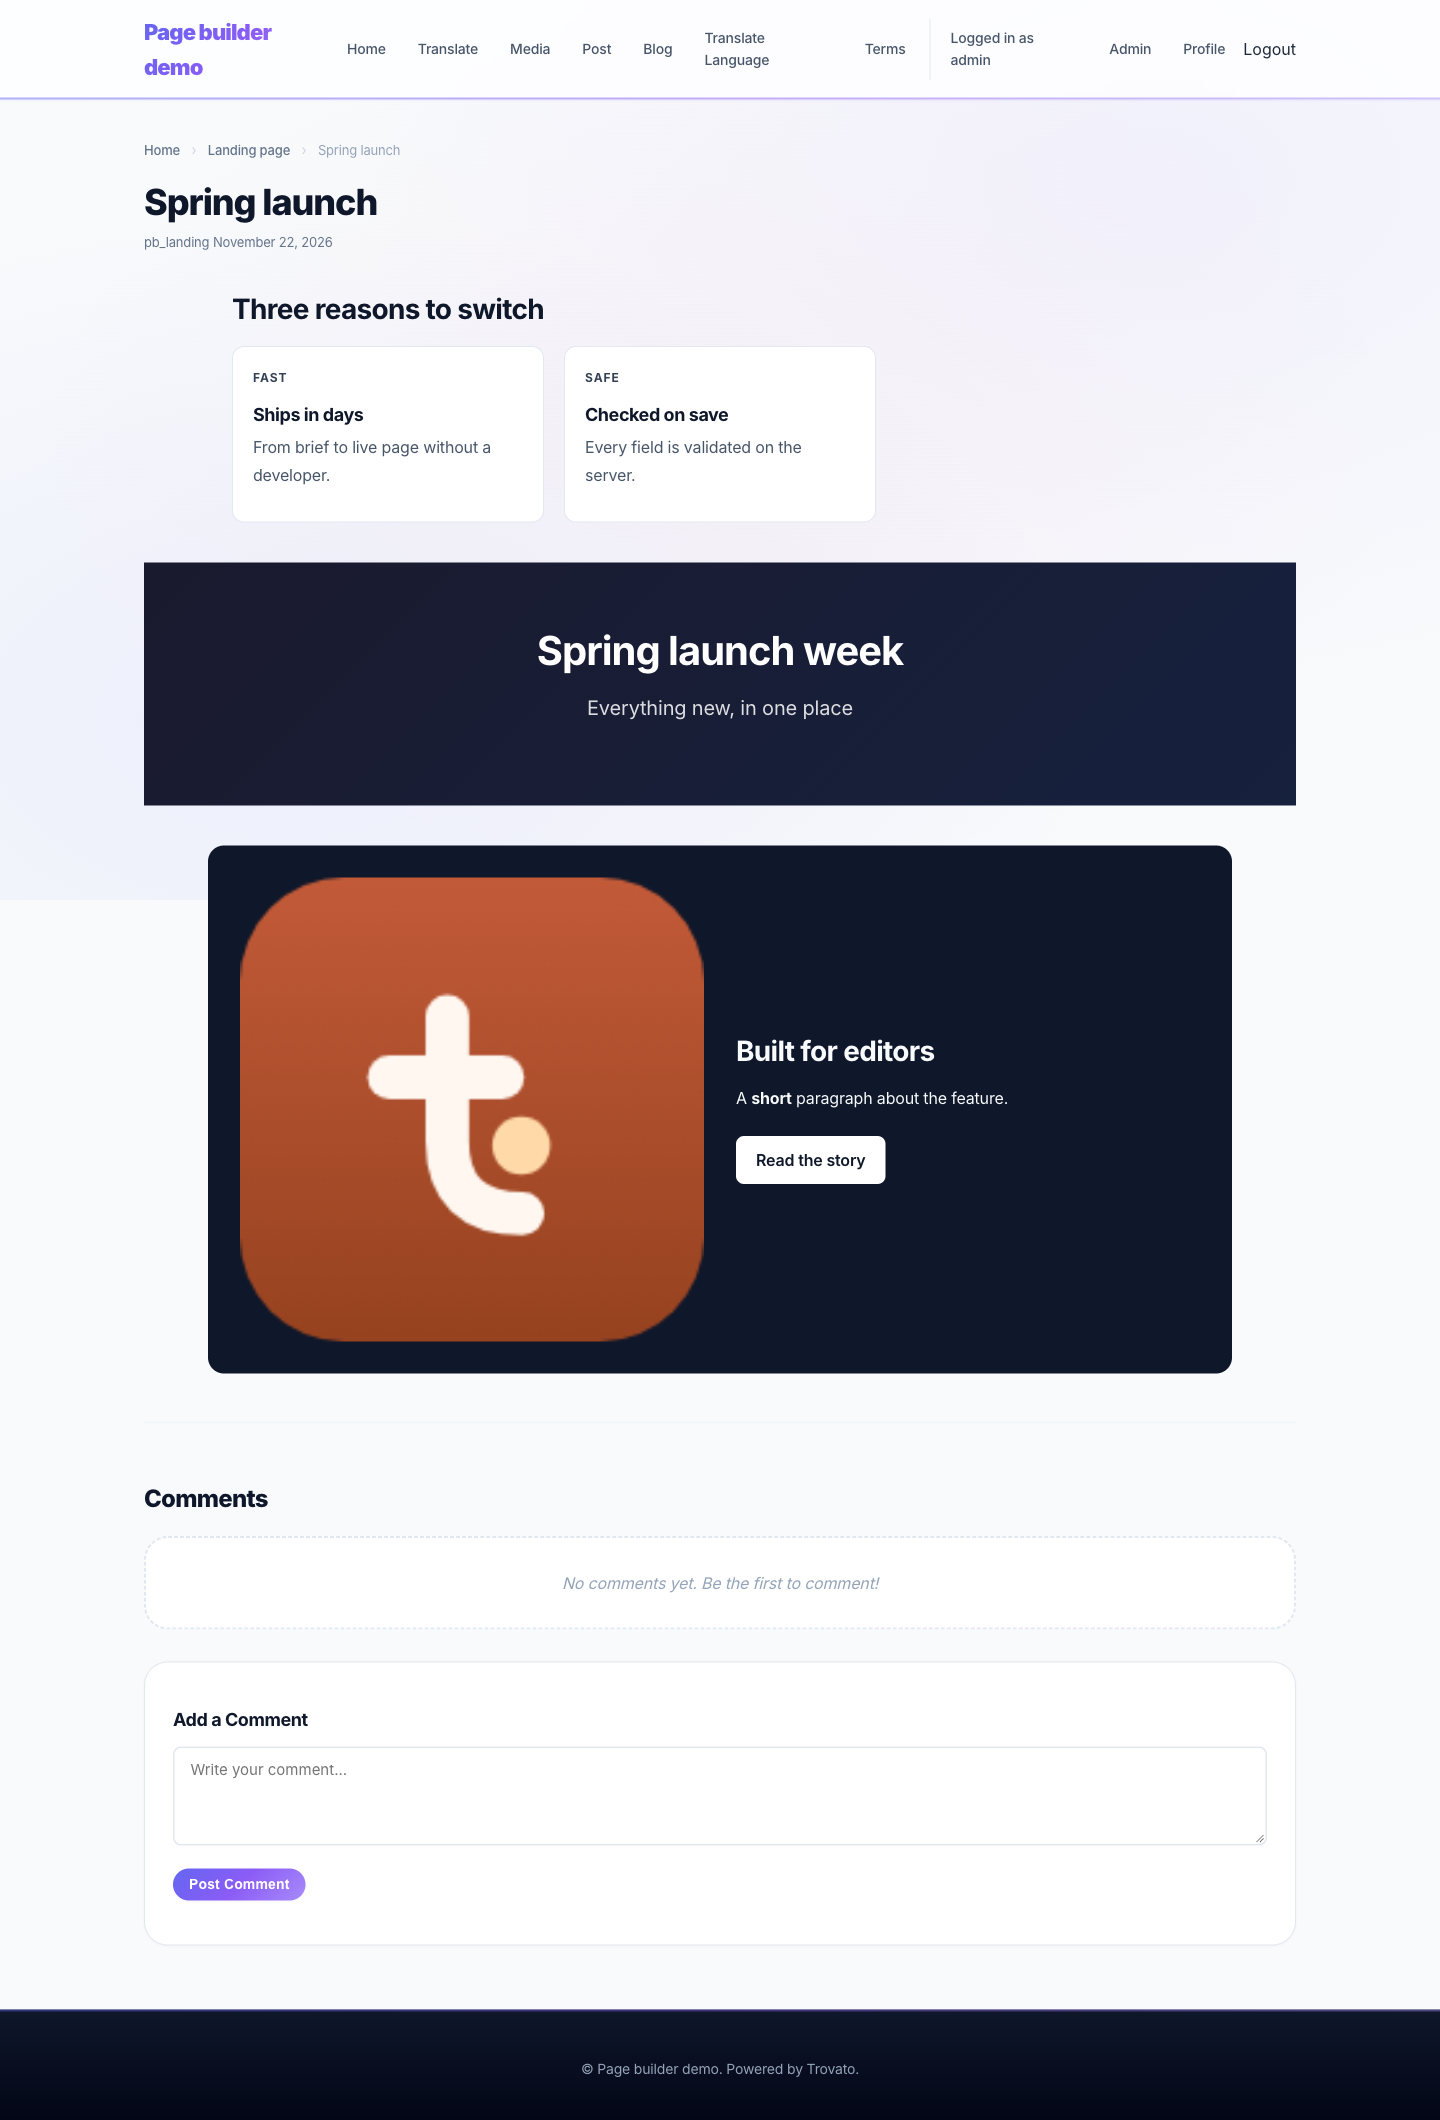 Page builder
demo
Home
Translate
Media
Post
Blog
Translate
Language
Terms
Logged in as
admin
Admin
Profile
Logout
Home › Landing page › Spring launch
Spring launch
pb_landing November 22, 2026
Three reasons to switch
FAST
Ships in days
From brief to live page without a
developer.
SAFE
Checked on save
Every field is validated on the
server.
Spring launch week
Everything new, in one place
t
Built for editors
A short paragraph about the feature.
Read the story
Comments
No comments yet. Be the first to comment!
Add a Comment
Write your comment...
Post Comment
© Page builder demo. Powered by Trovato.